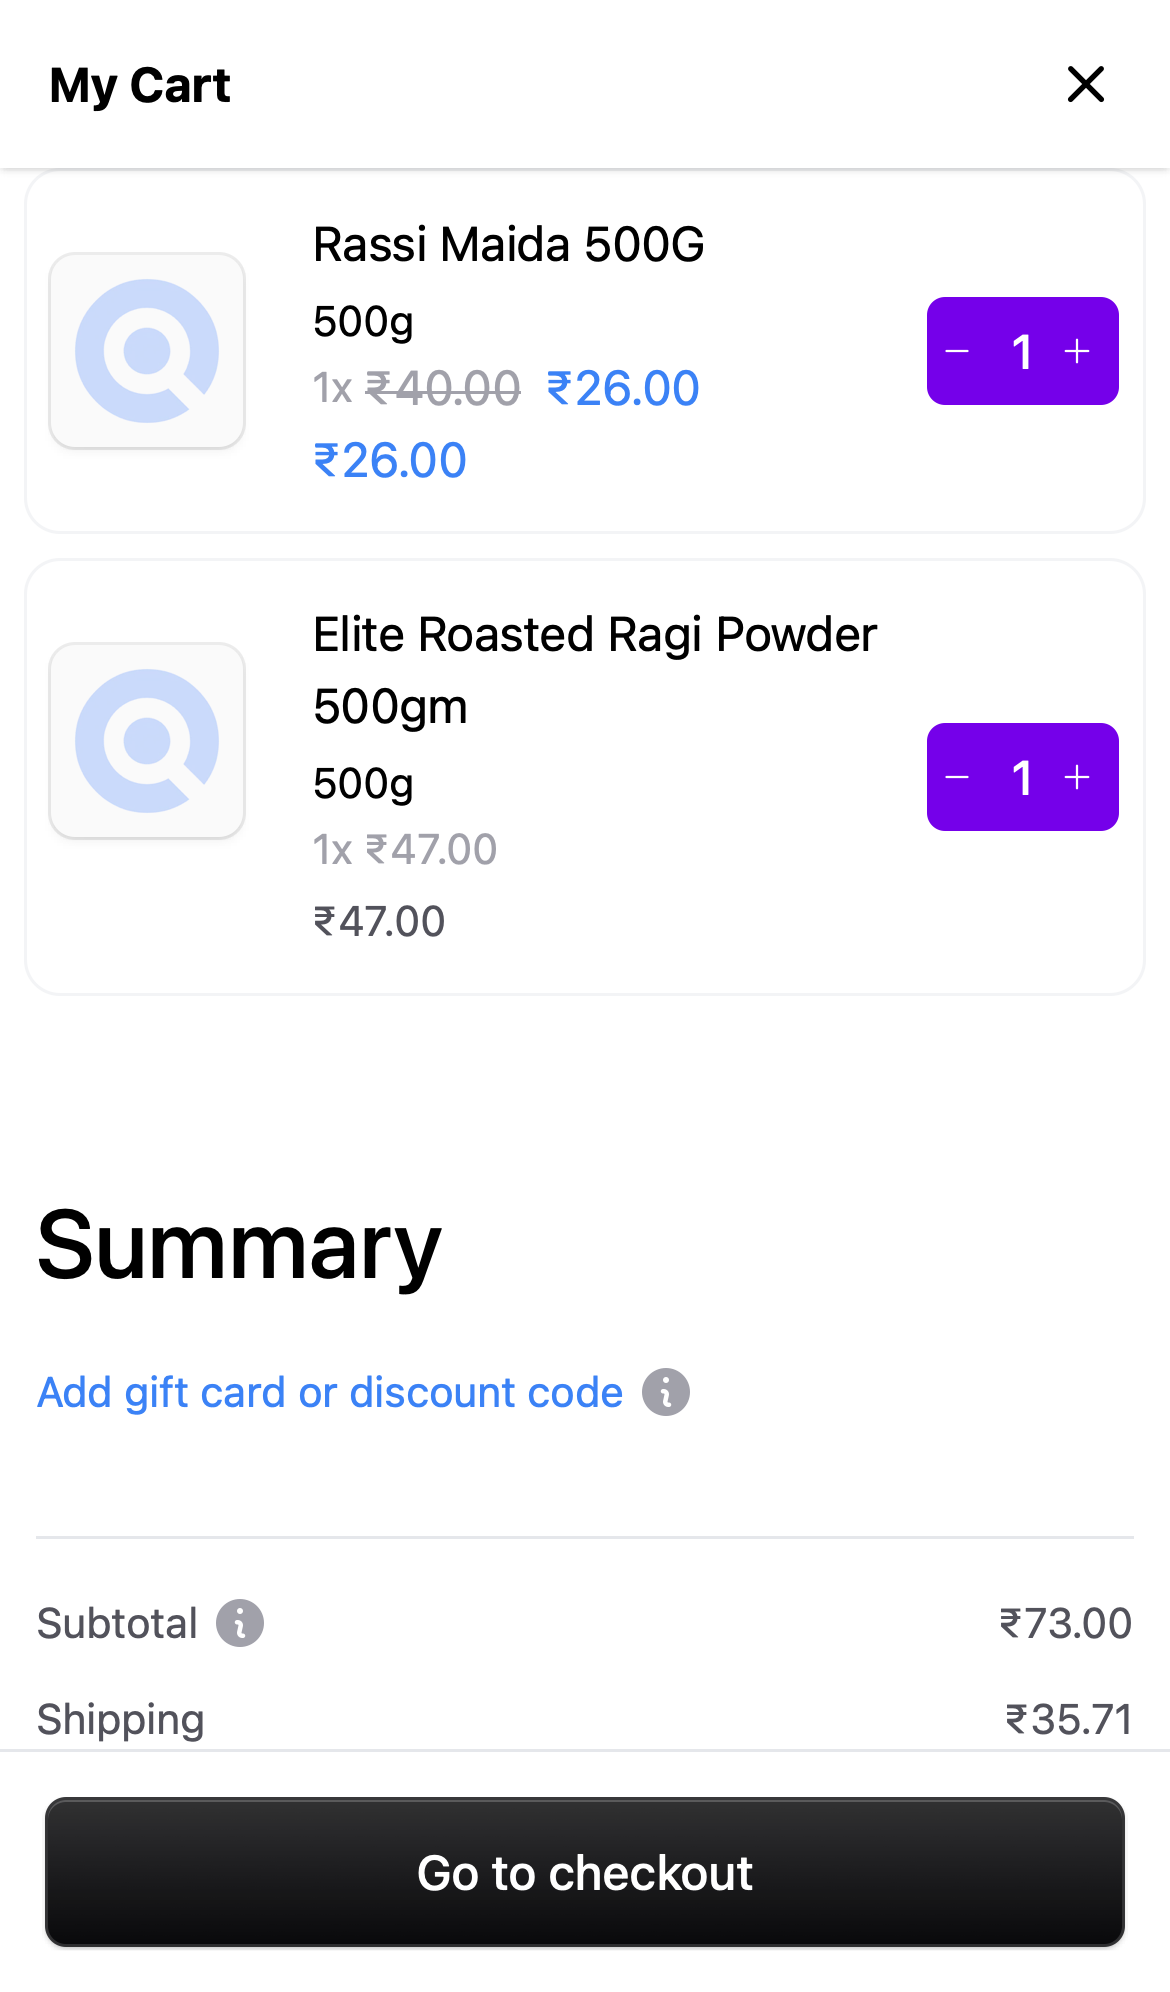 My Cart
Rassi Maida 500G
500g
1x ₹40.00 ₹26.00
₹26.00
1
Elite Roasted Ragi Powder
500gm
500g
1x ₹47.00
₹47.00
1
Summary
Add gift card or discount code
Subtotal ₹73.00
Shipping ₹35.71
Go to checkout